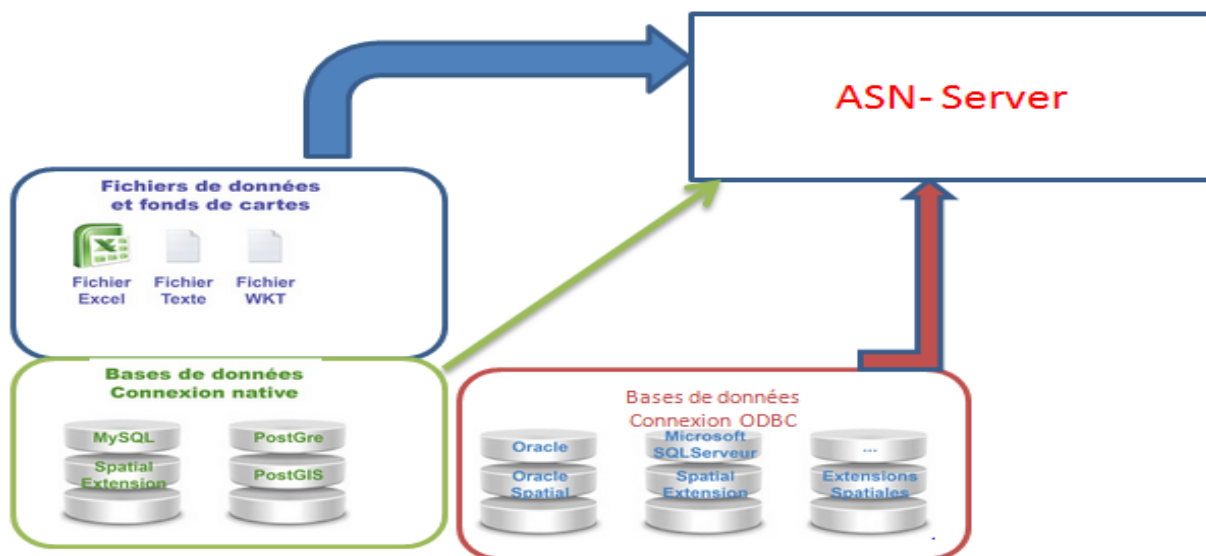 ASN- Server
Fichiers de données
et fonds de cartes
Fichier
Excel
Fichier
Texte
Fichier
WKT
Bases de données
Connexion native
MySQL
Spatial
Extension
PostGre
PostGIS
Bases de données
Connexion ODBC
Oracle
Oracle
Spatial
Microsoft
SQLServeur
Spatial
Extension
...
Extensions
Spatiales
.